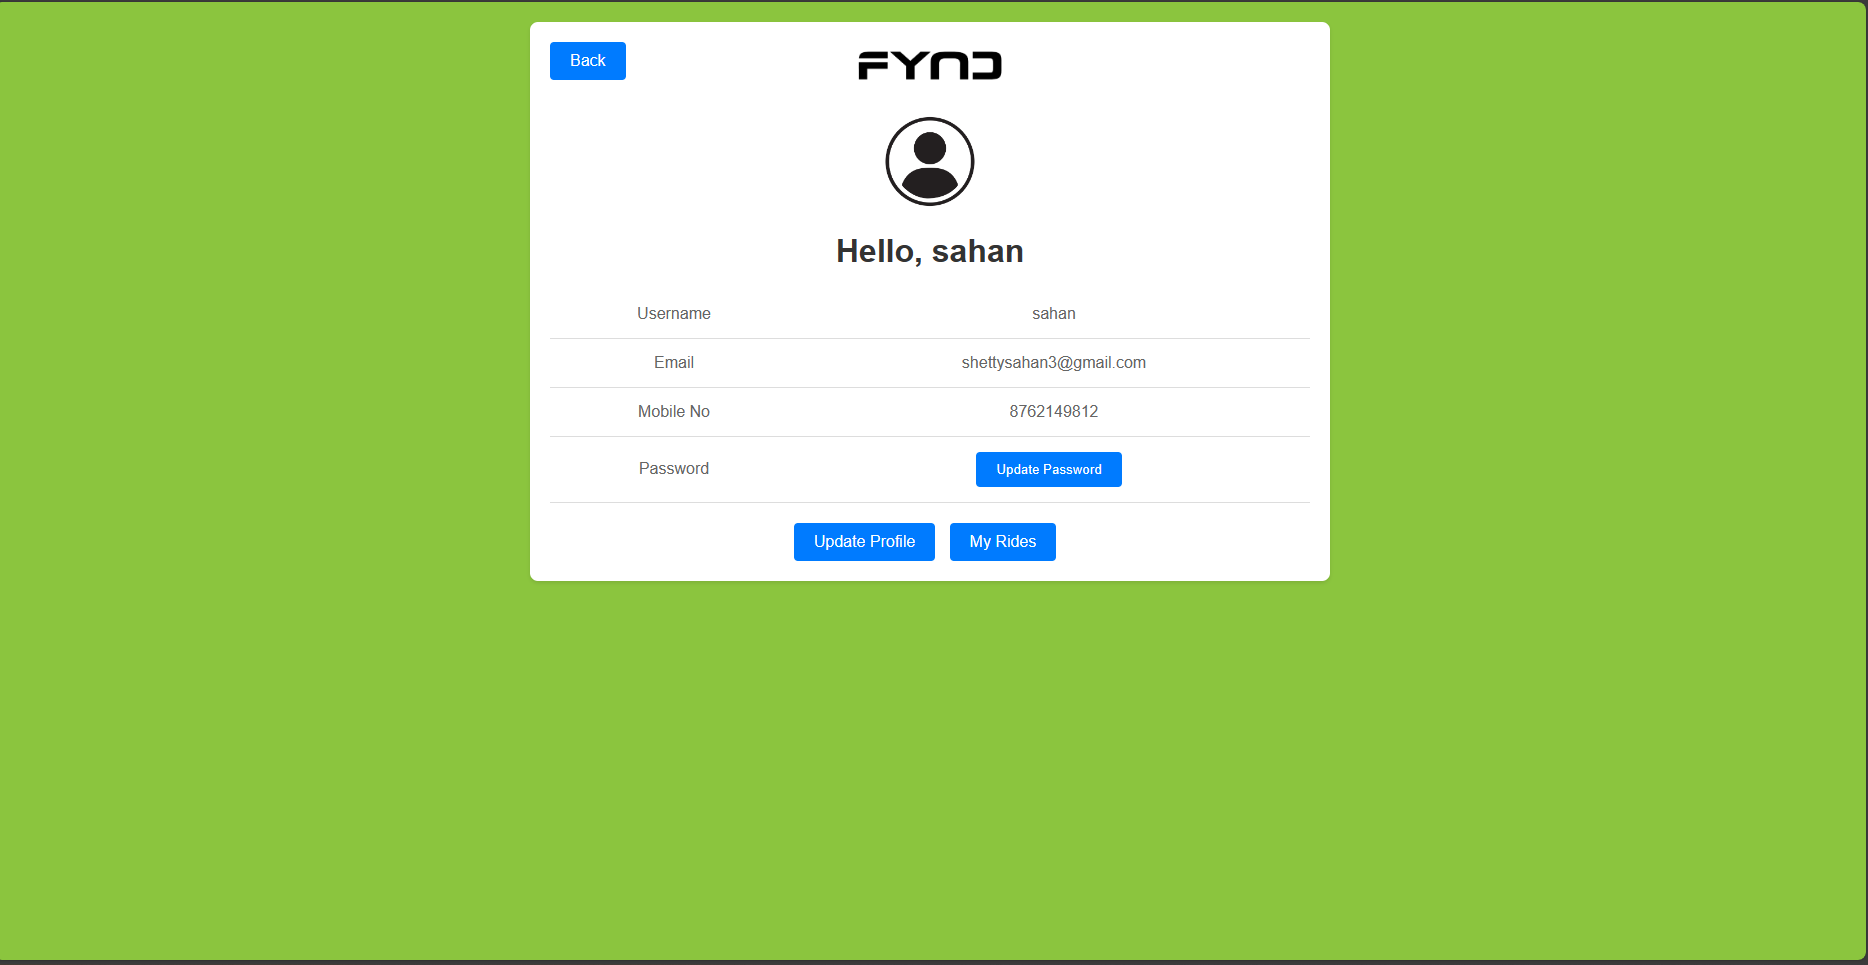 Back
FYND
Hello, sahan
Username sahan
Email shettysahan3@gmail.com
Mobile No 8762149812
Password Update Password
Update Profile My Rides